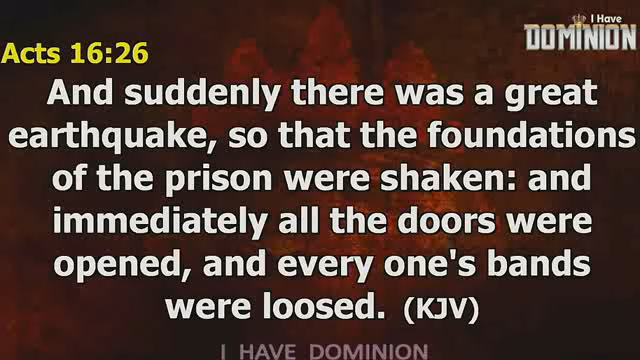 I Have
DOMINION
Acts 16:26
And suddenly there was a great
earthquake, so that the foundations
of the prison were shaken: and
immediately all the doors were
opened, and every one's bands
were loosed. (KJV)
I HAVE DOMINION